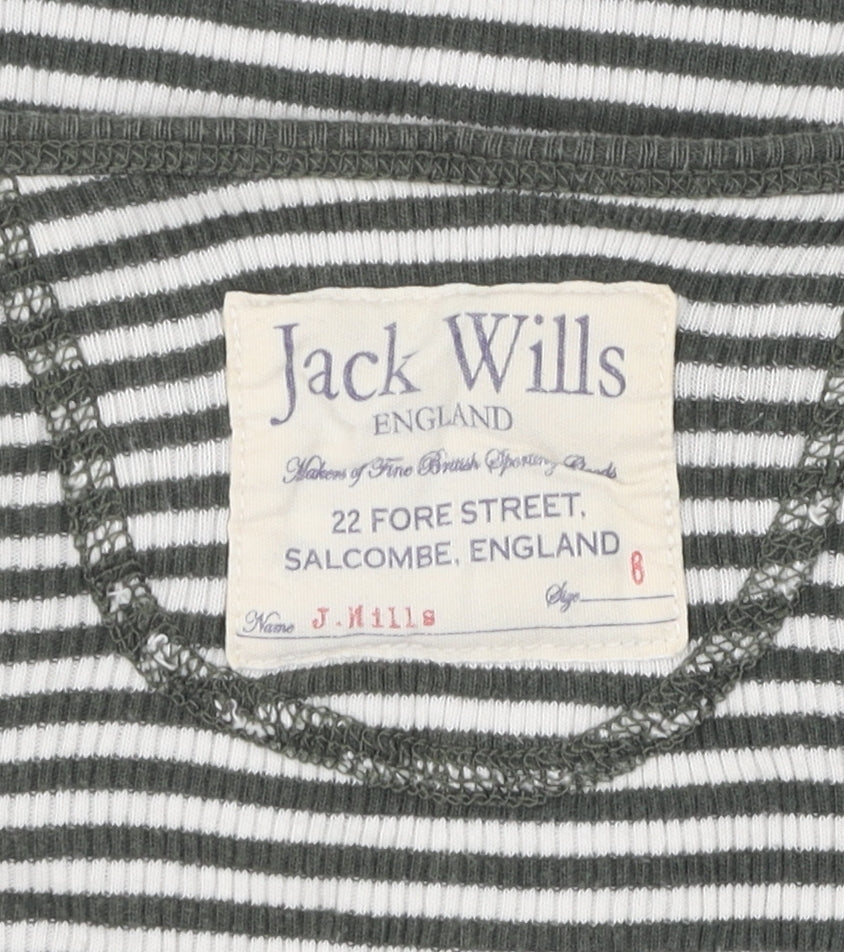 Jack Wills
ENGLAND
Makers of Fine British Sporting Goods
22 FORE STREET,
SALCOMBE, ENGLAND
Size 8
Name J.Wills